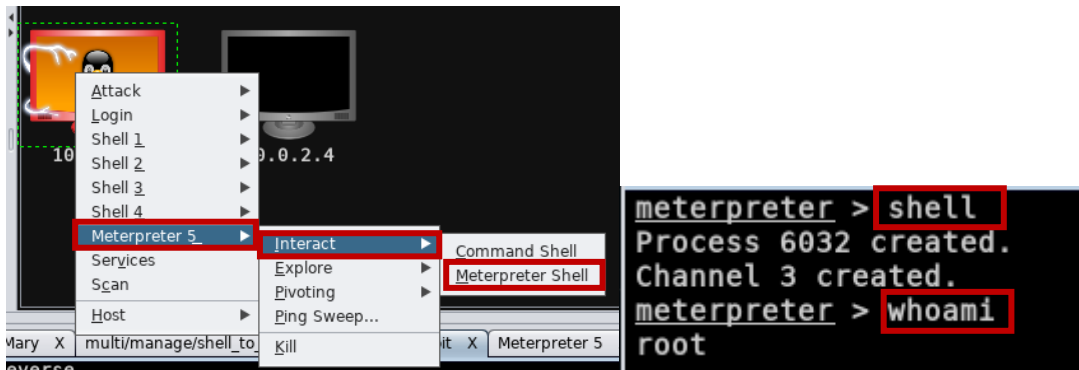 Attack
Login
Shell 1
10
Shell 2
.0.2.4
Shell 3
Shell 4
Meterpreter 5
Services
Scan
Host
Interact
Explore
Pivoting
Ping Sweep...
Kill
Command Shell
Meterpreter Shell
Mary X multi/manage/shell_to_ it X Meterpreter 5
meterpreter > shell
Process 6032 created.
Channel 3 created.
meterpreter > whoami
root